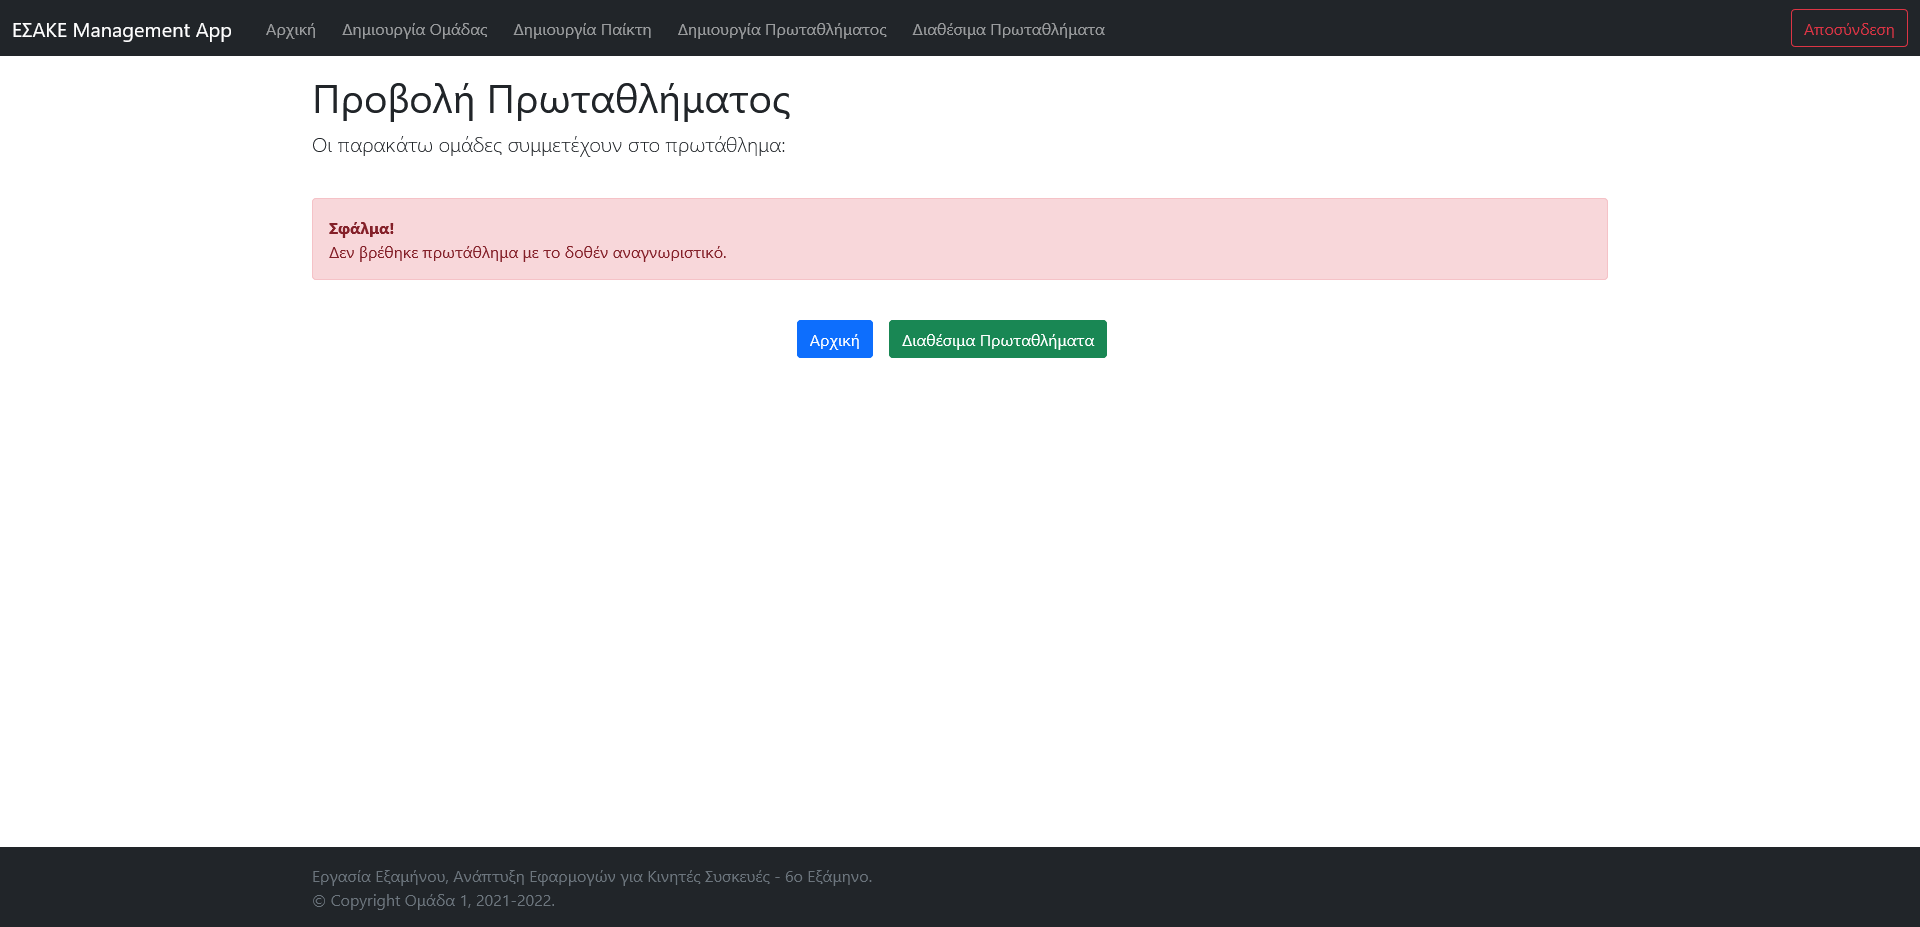 ΕΣΑΚΕ Management App
Αρχική
Δημιουργία Ομάδας
Δημιουργία Παίκτη
Δημιουργία Πρωταθλήματος
Διαθέσιμα Πρωταθλήματα
Αποσύνδεση
Προβολή Πρωταθλήματος
Οι παρακάτω ομάδες συμμετέχουν στο πρωτάθλημα:
Σφάλμα!
Δεν βρέθηκε πρωτάθλημα με το δοθέν αναγνωριστικό.
Αρχική
Διαθέσιμα Πρωταθλήματα
Εργασία Εξαμήνου, Ανάπτυξη Εφαρμογών για Κινητές Συσκευές - 6ο Εξάμηνο.
© Copyright Ομάδα 1, 2021-2022.